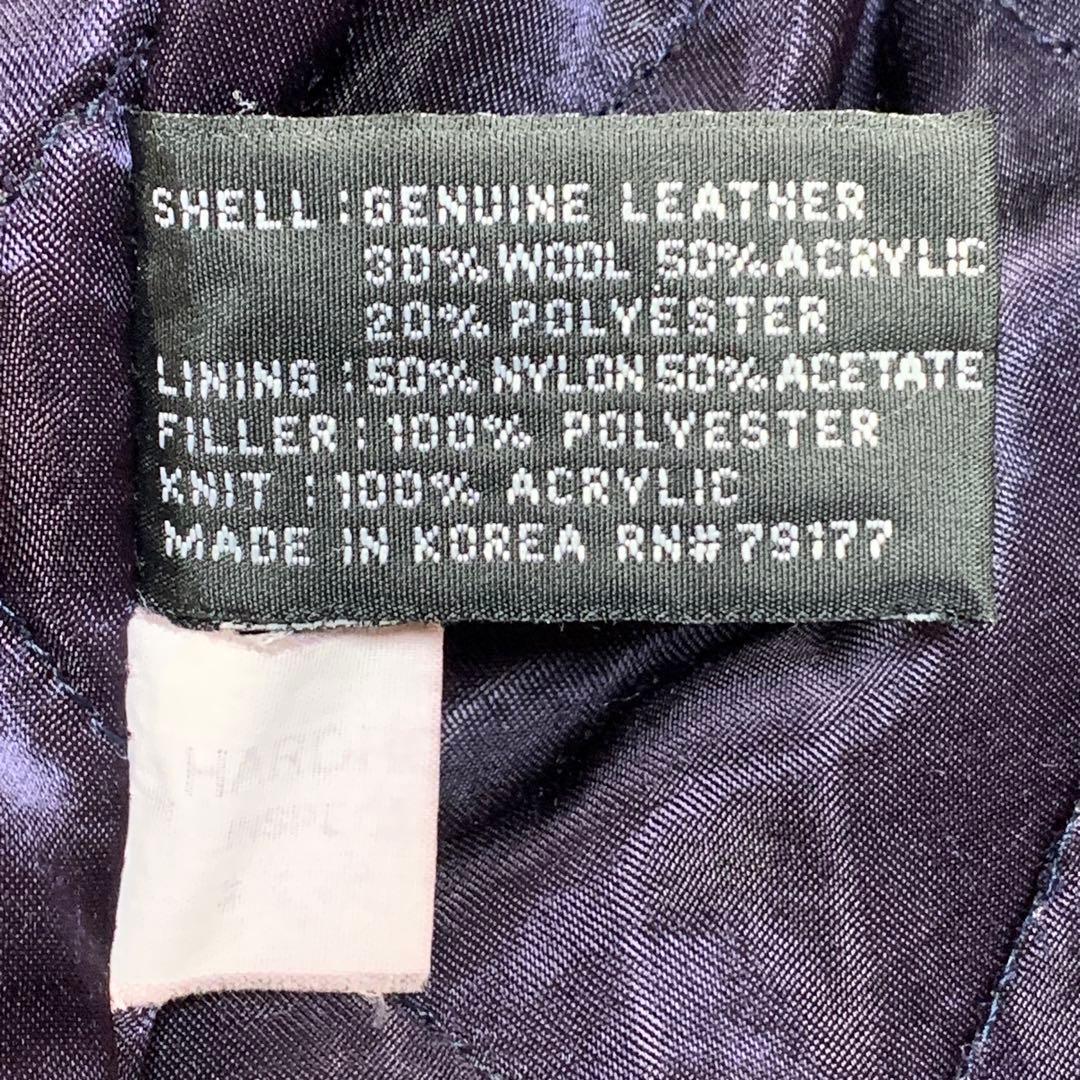 SHELL : GENUINE LEATHER
30% WOOL 50% ACRYLIC
20% POLYESTER
LINING : 50% NYLON 50% ACETATE
FILLER : 100% POLYESTER
KNIT : 100% ACRYLIC
MADE IN KOREA RN# 79177